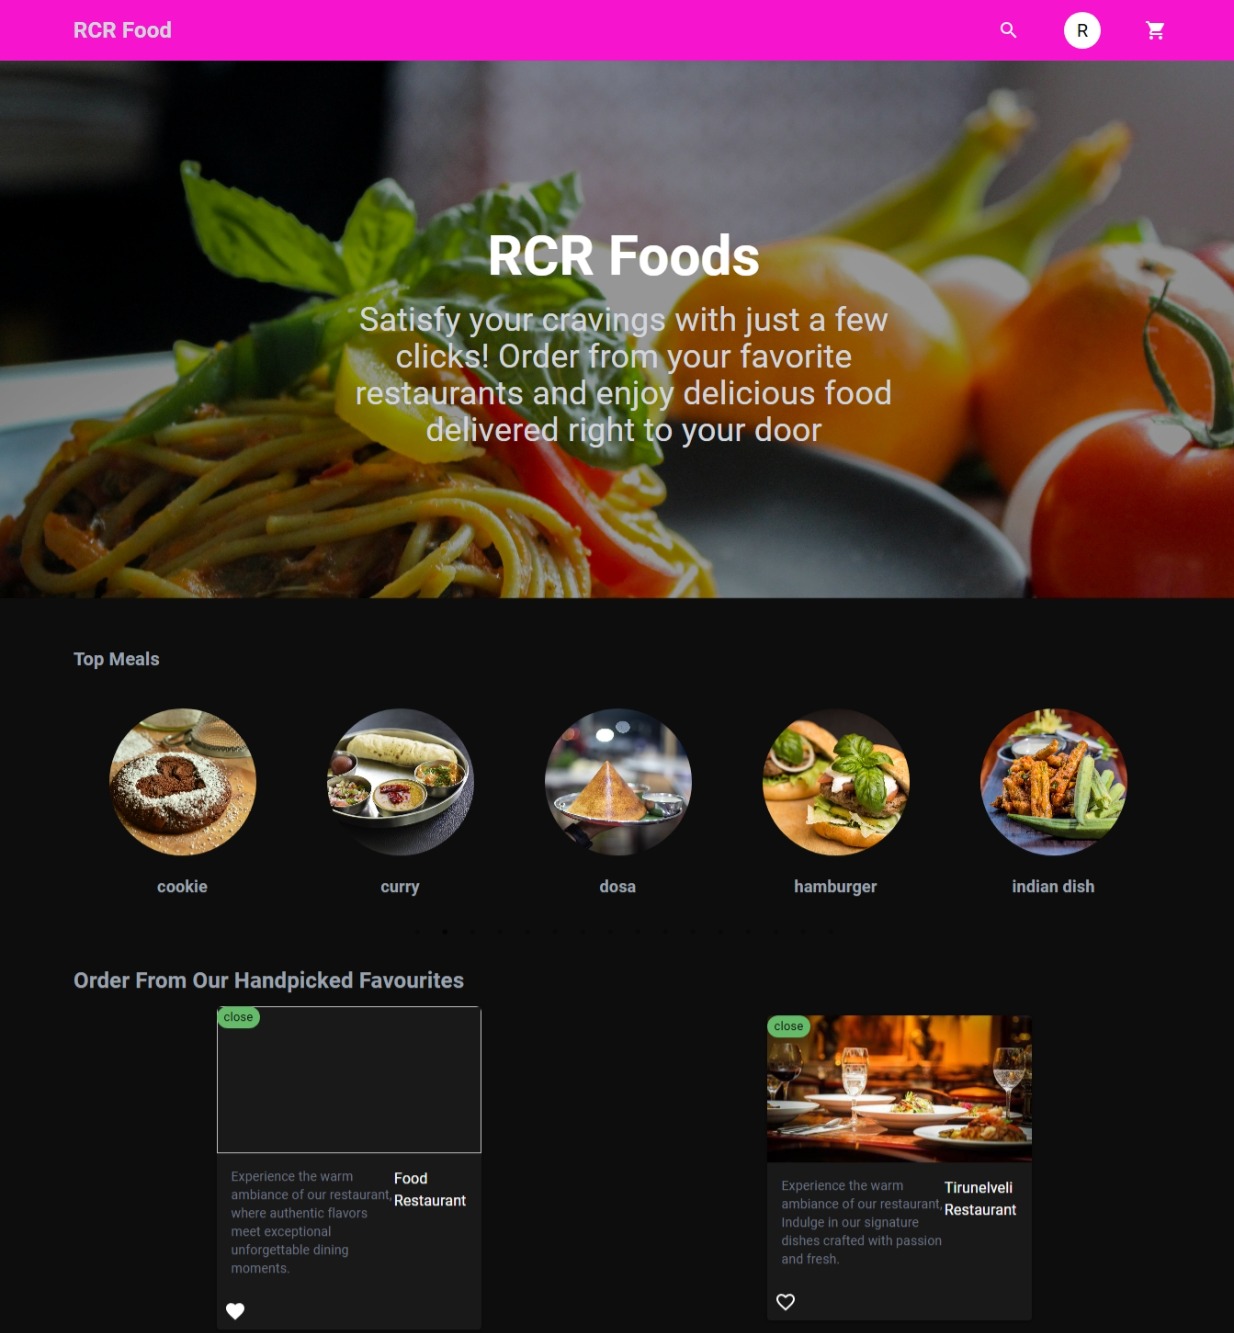 RCR Food
R
RCR Foods
Satisfy your cravings with just a few
clicks! Order from your favorite
restaurants and enjoy delicious food
delivered right to your door
Top Meals
cookie
curry
dosa
hamburger
indian dish
Order From Our Handpicked Favourites
close
Experience the warm
ambiance of our restaurant,
where authentic flavors
meet exceptional
unforgettable dining
moments.
Food
Restaurant
close
Experience the warm
ambiance of our restaurant,
Indulge in our signature
dishes crafted with passion
and fresh.
Tirunelveli
Restaurant